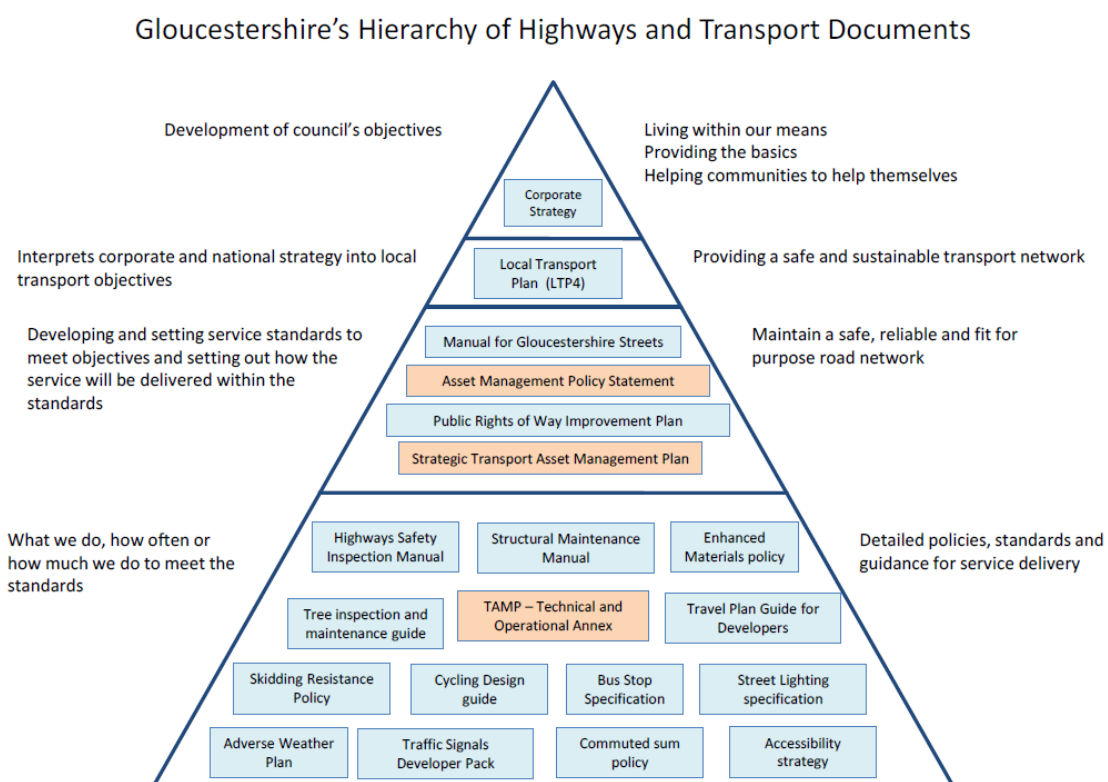 Gloucestershire's Hierarchy of Highways and Transport Documents
Development of council's objectives
Living within our means
Providing the basics
Helping communities to help themselves
Corporate
Strategy
Interprets corporate and national strategy into local
transport objectives
Local Transport
Plan (LTP4)
Providing a safe and sustainable transport network
Developing and setting service standards to
meet objectives and setting out how the
service will be delivered within the
standards
Manual for Gloucestershire Streets
Asset Management Policy Statement
Public Rights of Way Improvement Plan
Strategic Transport Asset Management Plan
Maintain a safe, reliable and fit for
purpose road network
What we do, how often or
how much we do to meet the
standards
Highways Safety
Inspection Manual
Structural Maintenance
Manual
Enhanced
Materials policy
Detailed policies, standards and
guidance for service delivery
Tree inspection and
maintenance guide
TAMP – Technical and
Operational Annex
Travel Plan Guide for
Developers
Skidding Resistance
Policy
Cycling Design
guide
Bus Stop
Specification
Street Lighting
specification
Adverse Weather
Plan
Traffic Signals
Developer Pack
Commuted sum
policy
Accessibility
strategy